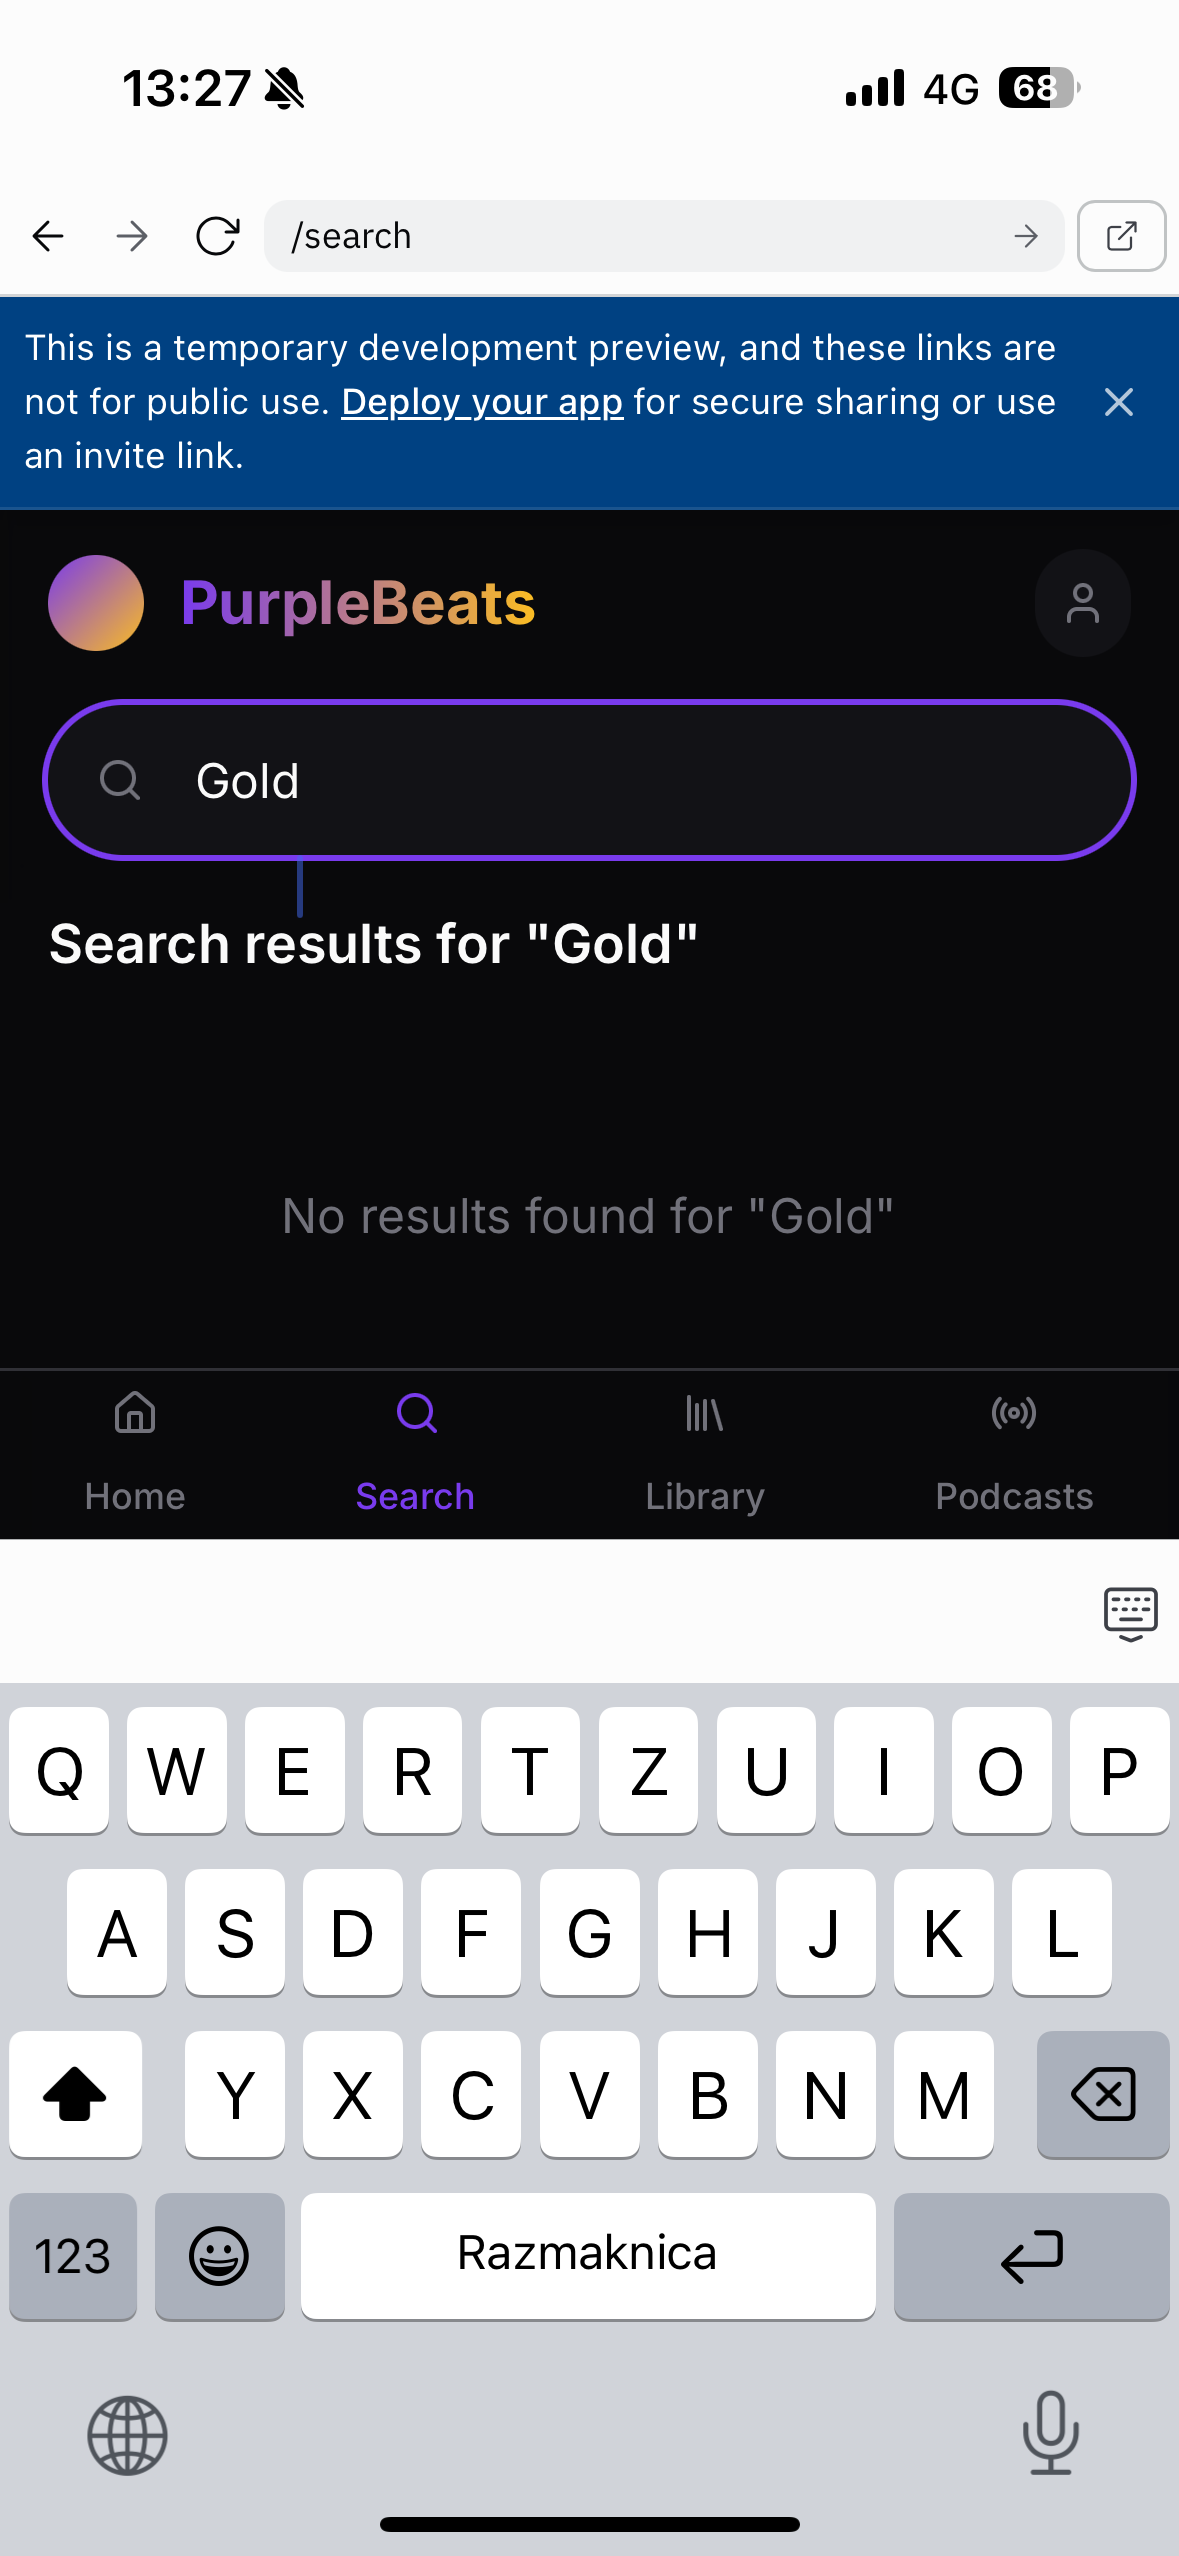 13:27
4G
68
/search
This is a temporary development preview, and these links are
not for public use. Deploy your app for secure sharing or use
an invite link.
PurpleBeats
Gold
Search results for "Gold"
No results found for "Gold"
Home
Search
Library
Podcasts
Q W E R T Z U I O P
A S D F G H J K L
Y X C V B N M
123
Razmaknica